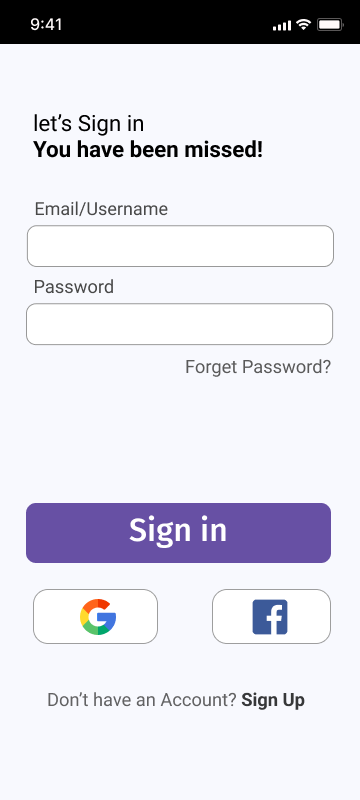 9:41
let’s Sign in
You have been missed!
Email/Username
Password
Forget Password?
Sign in
Don’t have an Account? Sign Up